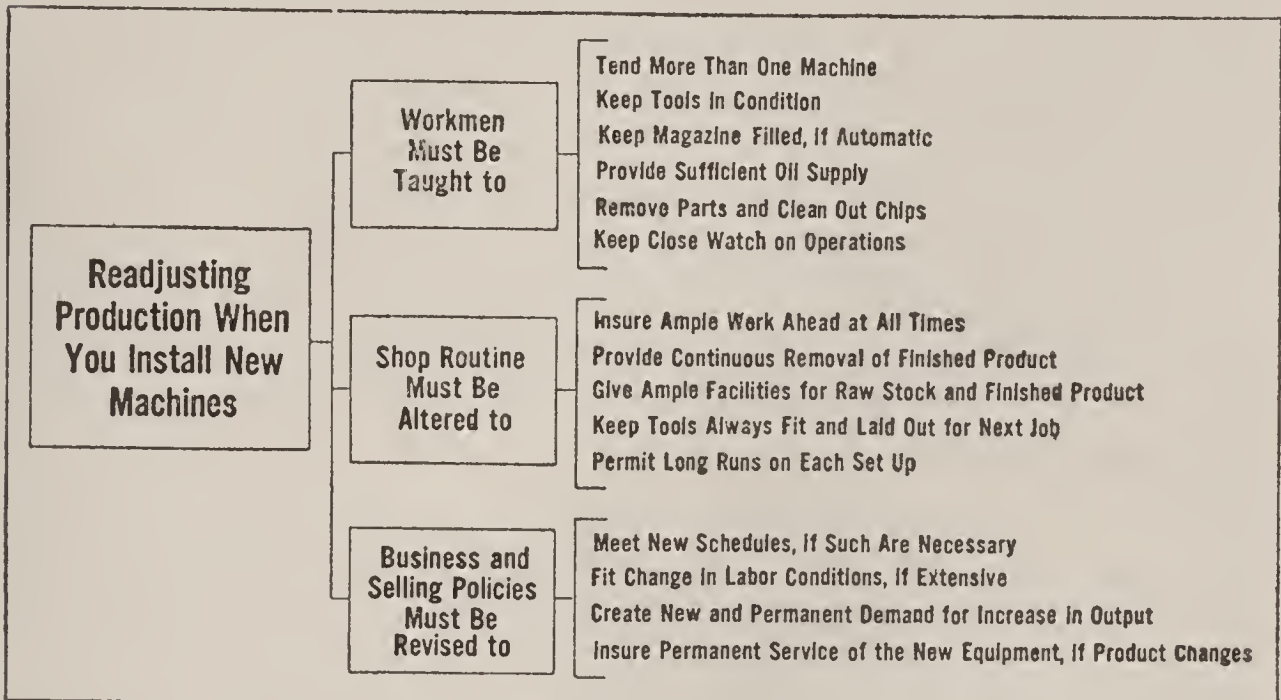 Readjusting
Production When
You Install New
Machines
Workmen
Must Be
Taught to
Tend More Than One Machine
Keep Tools in Condition
Keep Magazine Filled, if Automatic
Provide Sufficient Oil Supply
Remove Parts and Clean Out Chips
Keep Close Watch on Operations
Shop Routine
Must Be
Altered to
Insure Ample Work Ahead at All Times
Provide Continuous Removal of Finished Product
Give Ample Facilities for Raw Stock and Finished Product
Keep Tools Always Fit and Laid Out for Next Job
Permit Long Runs on Each Set Up
Business and
Selling Policies
Must Be
Revised to
Meet New Schedules, if Such Are Necessary
Fit Change in Labor Conditions, if Extensive
Create New and Permanent Demand for Increase in Output
Insure Permanent Service of the New Equipment, if Product Changes